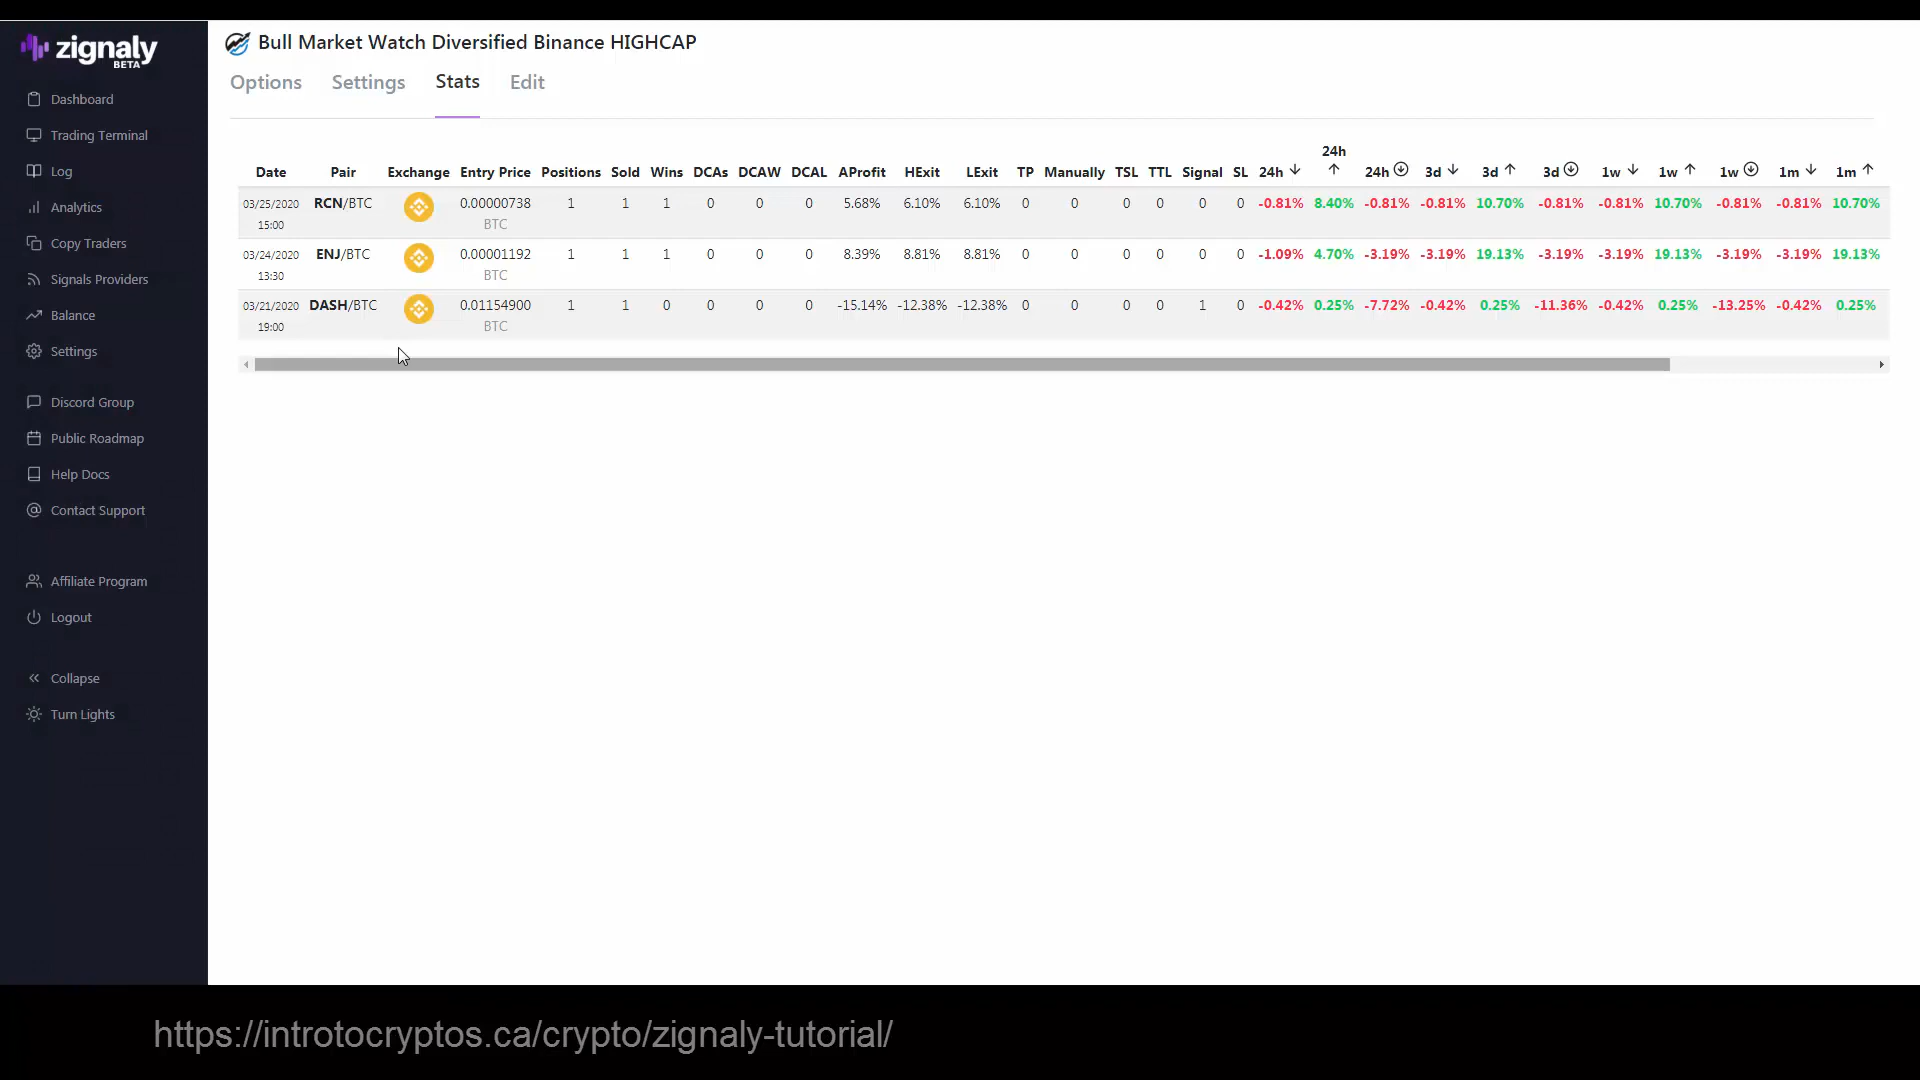 zignaly
BETA
Dashboard
Trading Terminal
Log
Analytics
Copy Traders
Signals Providers
Balance
Settings
Discord Group
Public Roadmap
Help Docs
Contact Support
Affiliate Program
Logout
Collapse
Turn Lights
Bull Market Watch Diversified Binance HIGHCAP
Options Settings Stats Edit
Date Pair Exchange Entry Price Positions Sold Wins DCAs DCAW DCAL AProfit HExit LExit TP Manually TSL TTL Signal SL 24h ↓ 24h ↑ 24h 3d ↓ 3d ↑ 3d 1w ↓ 1w ↑ 1w 1m ↓ 1m ↑
03/25/2020 15:00 RCN/BTC 0.00000738 BTC 1 1 1 0 0 0 5.68% 6.10% 6.10% 0 0 0 0 0 0 -0.81% 8.40% -0.81% -0.81% 10.70% -0.81% -0.81% 10.70% -0.81% -0.81% 10.70%
03/24/2020 13:30 ENJ/BTC 0.00001192 BTC 1 1 1 0 0 0 8.39% 8.81% 8.81% 0 0 0 0 0 0 -1.09% 4.70% -3.19% -3.19% 19.13% -3.19% -3.19% 19.13% -3.19% -3.19% 19.13%
03/21/2020 19:00 DASH/BTC 0.01154900 BTC 1 1 0 0 0 0 -15.14% -12.38% -12.38% 0 0 0 0 1 0 -0.42% 0.25% -7.72% -0.42% 0.25% -11.36% -0.42% 0.25% -13.25% -0.42% 0.25%
https://introtocryptos.ca/crypto/zignaly-tutorial/